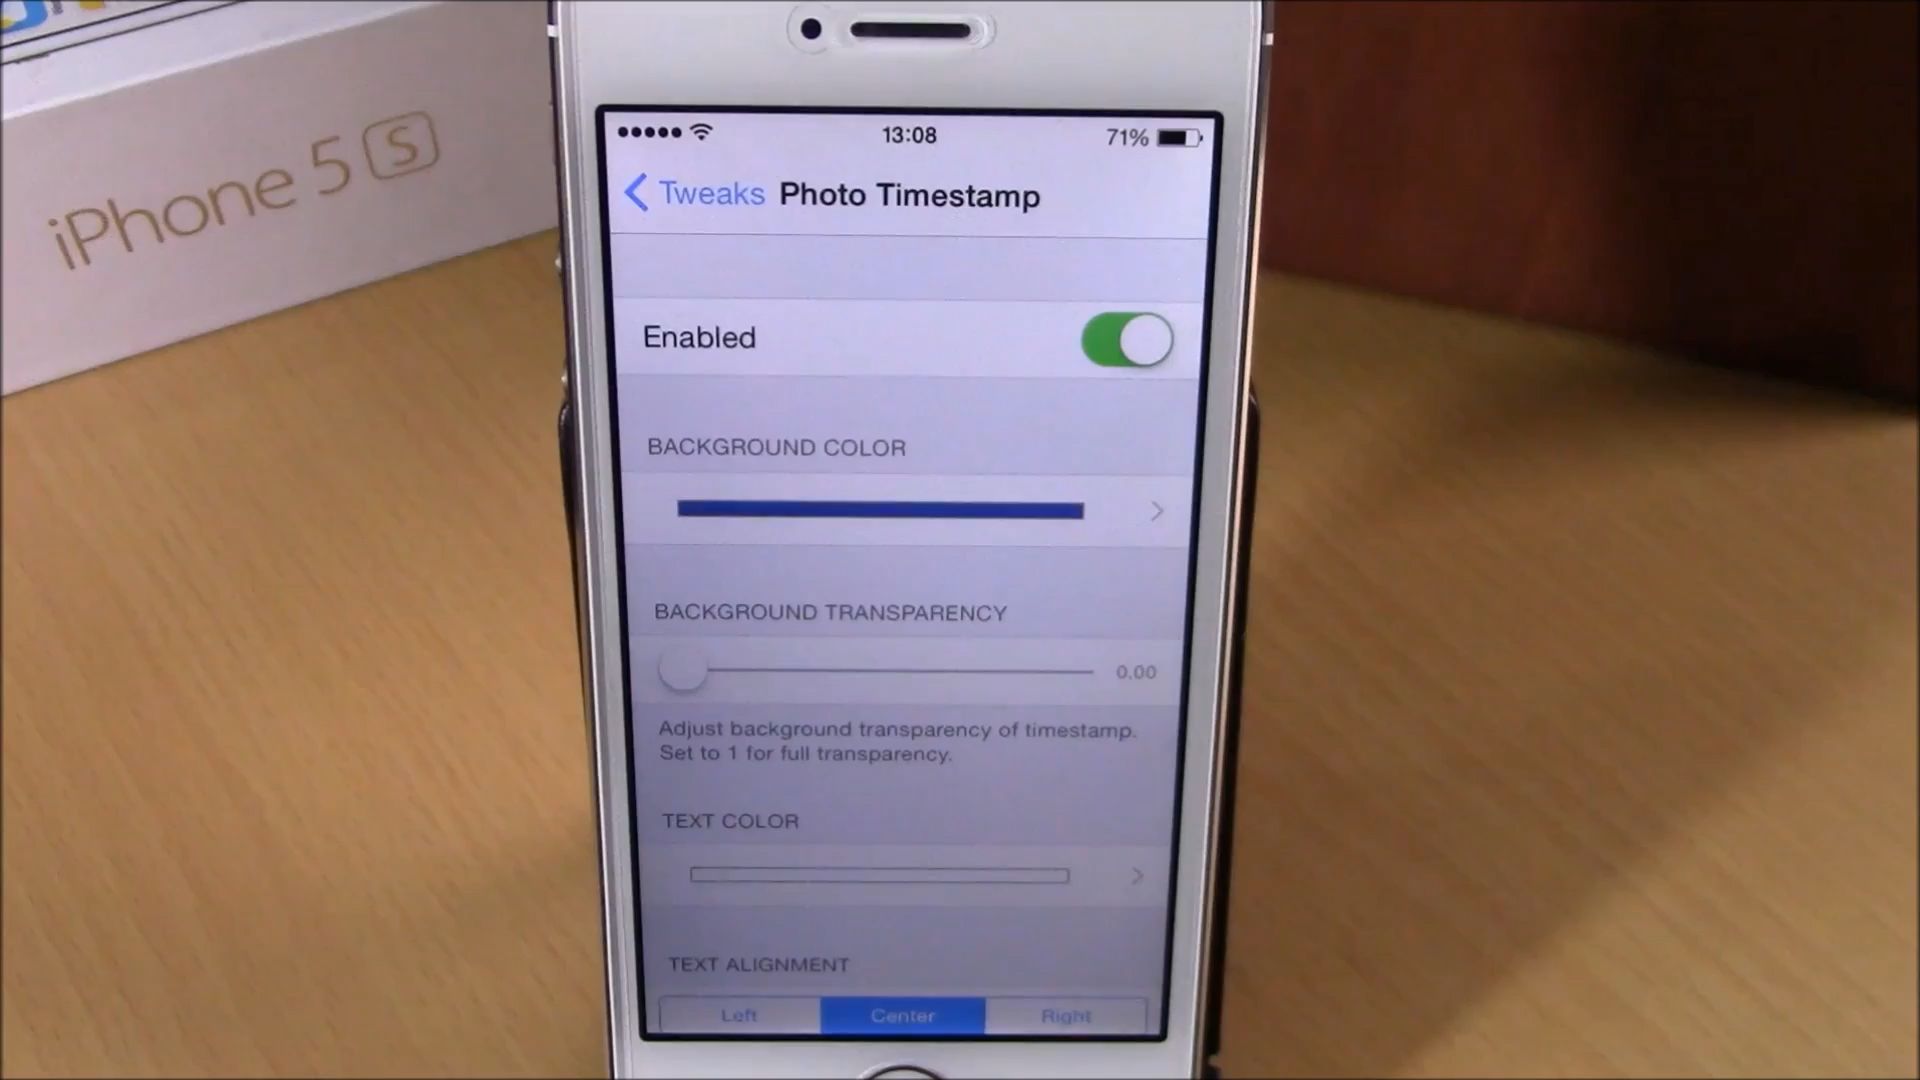 iPhone 5 S
13:08
71%
Tweaks Photo Timestamp
Enabled
BACKGROUND COLOR
BACKGROUND TRANSPARENCY
0.00
Adjust background transparency of timestamp.
Set to 1 for full transparency.
TEXT COLOR
TEXT ALIGNMENT
Left Center Right